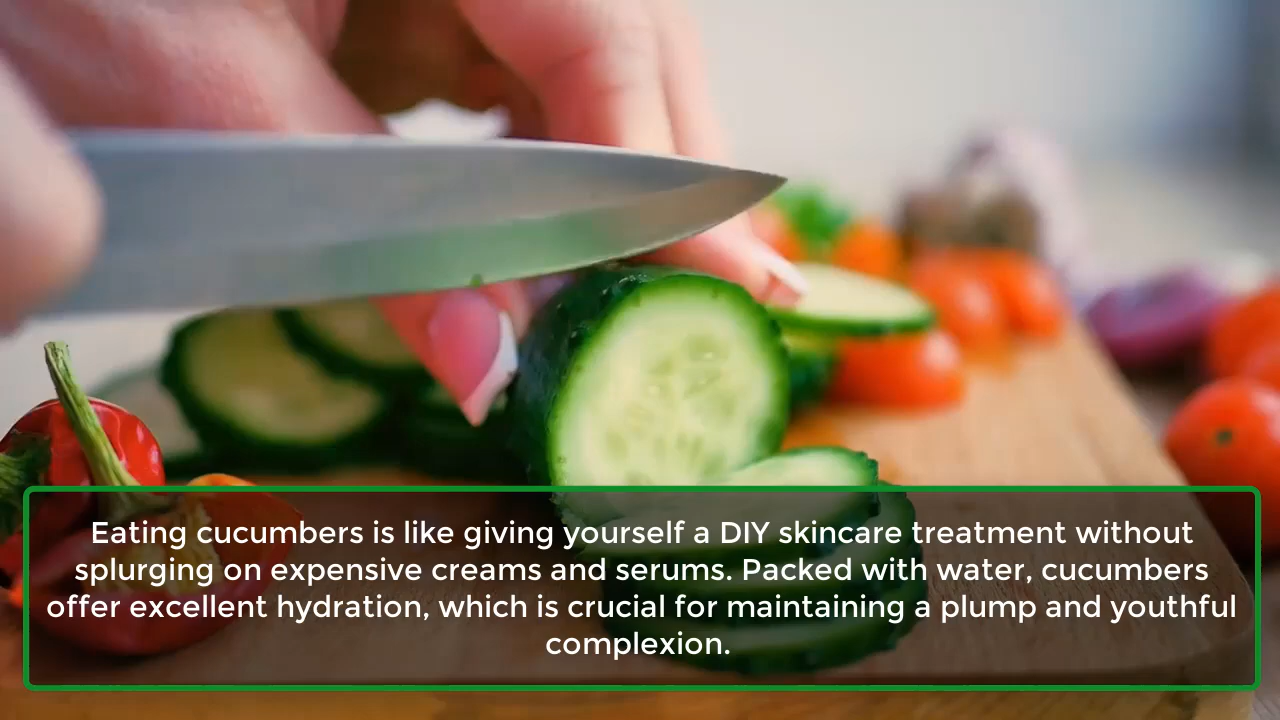 Eating cucumbers is like giving yourself a DIY skincare treatment without
splurging on expensive creams and serums. Packed with water, cucumbers
offer excellent hydration, which is crucial for maintaining a plump and youthful
complexion.